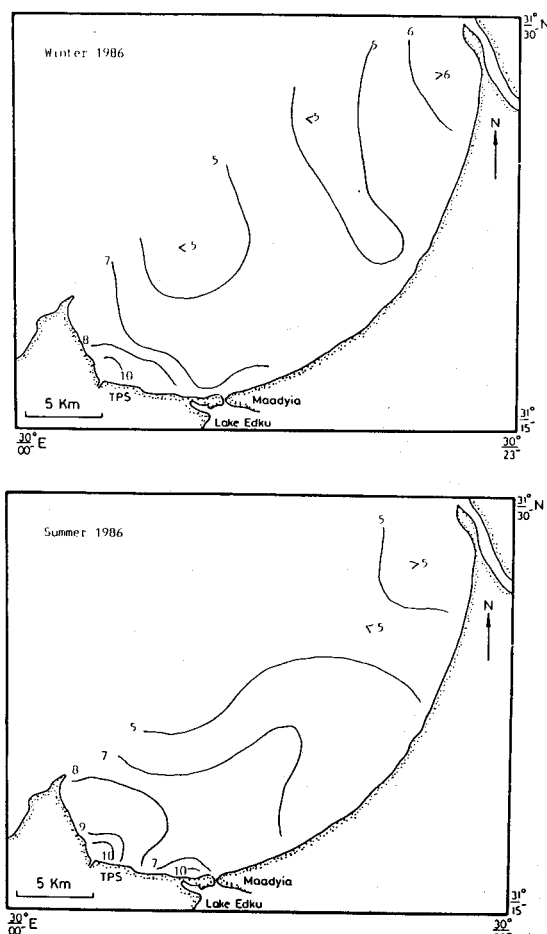 31°
30' N
Winter 1986
5
6
>6
<5
N
5
<5
7
8
10
TPS
Maadyia
Lake Edku
5 Km
31°
15'
30°
00' E
30°
23'
31°
30' N
Summer 1986
5
>5
<5
N
5
7
8
9
10
TPS
7
10
Maadyia
Lake Edku
5 Km
31°
15'
30°
00' E
30°